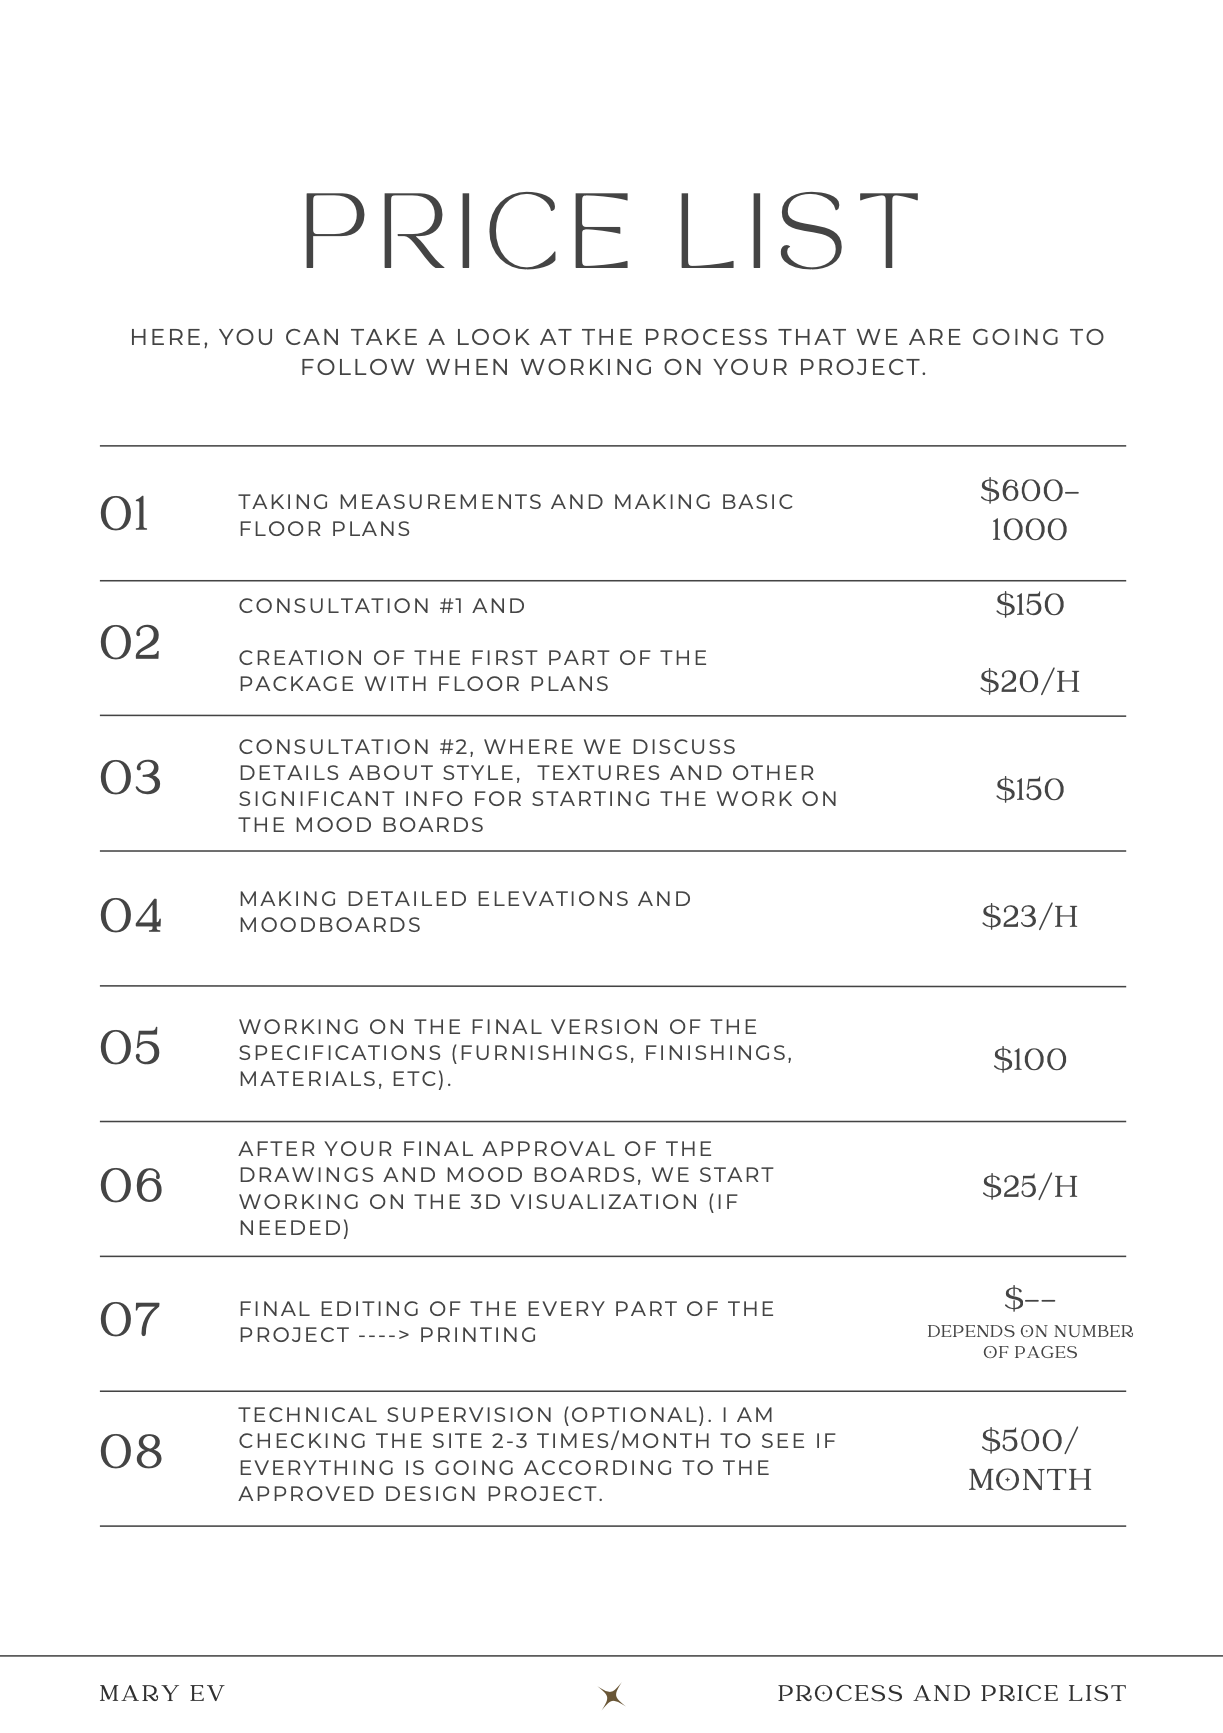 PRICE LIST
HERE, YOU CAN TAKE A LOOK AT THE PROCESS THAT WE ARE GOING TO
FOLLOW WHEN WORKING ON YOUR PROJECT.
01
TAKING MEASUREMENTS AND MAKING BASIC
FLOOR PLANS
$600–
1000
02
CONSULTATION #1 AND
$150
CREATION OF THE FIRST PART OF THE
PACKAGE WITH FLOOR PLANS
$20/H
03
CONSULTATION #2, WHERE WE DISCUSS
DETAILS ABOUT STYLE,  TEXTURES AND OTHER
SIGNIFICANT INFO FOR STARTING THE WORK ON
THE MOOD BOARDS
$150
04
MAKING DETAILED ELEVATIONS AND
MOODBOARDS
$23/H
05
WORKING ON THE FINAL VERSION OF THE
SPECIFICATIONS (FURNISHINGS, FINISHINGS,
MATERIALS, ETC).
$100
06
AFTER YOUR FINAL APPROVAL OF THE
DRAWINGS AND MOOD BOARDS, WE START
WORKING ON THE 3D VISUALIZATION (IF
NEEDED)
$25/H
07
FINAL EDITING OF THE EVERY PART OF THE
PROJECT ----> PRINTING
$––
DEPENDS ON NUMBER
OF PAGES
08
TECHNICAL SUPERVISION (OPTIONAL). I AM
CHECKING THE SITE 2-3 TIMES/MONTH TO SEE IF
EVERYTHING IS GOING ACCORDING TO THE
APPROVED DESIGN PROJECT.
$500/
MONTH
MARY EV
PROCESS AND PRICE LIST